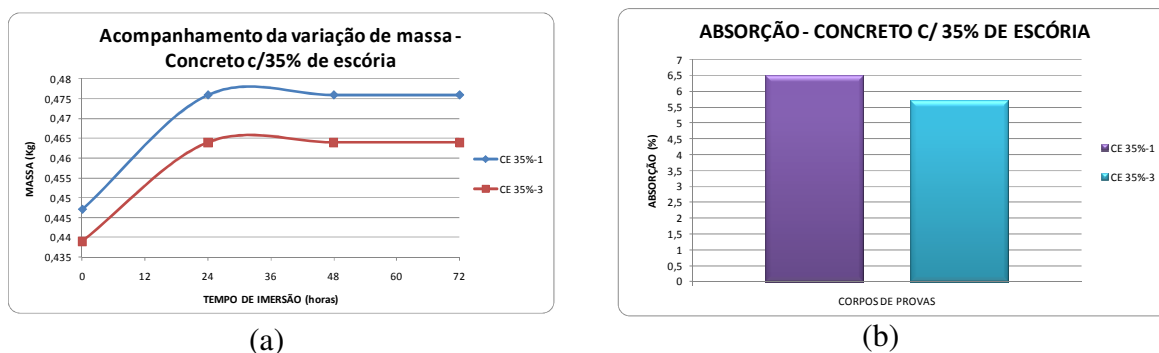 Acompanhamento da variação de massa -
Concreto c/35% de escória
MASSA (Kg)
0,48
0,475
0,47
0,465
0,46
0,455
0,45
0,445
0,44
0,435
0
12
24
36
48
60
72
TEMPO DE IMERSÃO (horas)
CE 35%-1
CE 35%-3
(a)
ABSORÇÃO - CONCRETO C/ 35% DE ESCÓRIA
ABSORÇÃO (%)
7
6,5
6
5,5
5
4,5
4
3,5
3
2,5
2
1,5
1
0,5
0
CORPOS DE PROVAS
CE 35%-1
CE 35%-3
(b)